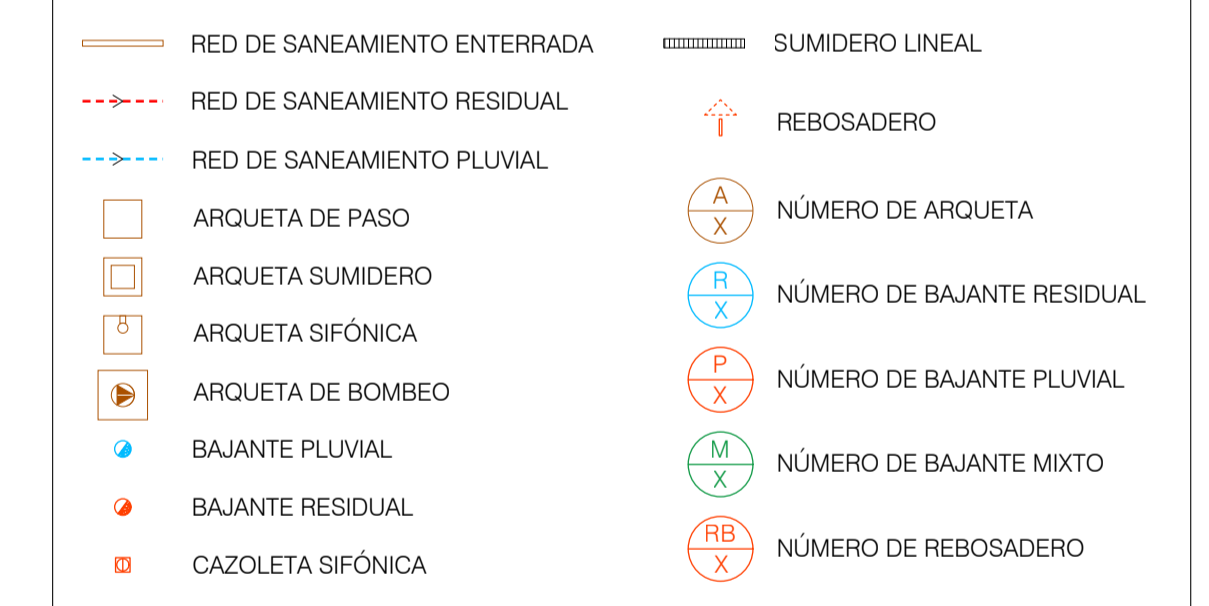 RED DE SANEAMIENTO ENTERRADA
RED DE SANEAMIENTO RESIDUAL
RED DE SANEAMIENTO PLUVIAL
ARQUETA DE PASO
ARQUETA SUMIDERO
ARQUETA SIFÓNICA
ARQUETA DE BOMBEO
BAJANTE PLUVIAL
BAJANTE RESIDUAL
CAZOLETA SIFÓNICA
SUMIDERO LINEAL
REBOSADERO
A
X
NÚMERO DE ARQUETA
R
X
NÚMERO DE BAJANTE RESIDUAL
P
X
NÚMERO DE BAJANTE PLUVIAL
M
X
NÚMERO DE BAJANTE MIXTO
RB
X
NÚMERO DE REBOSADERO